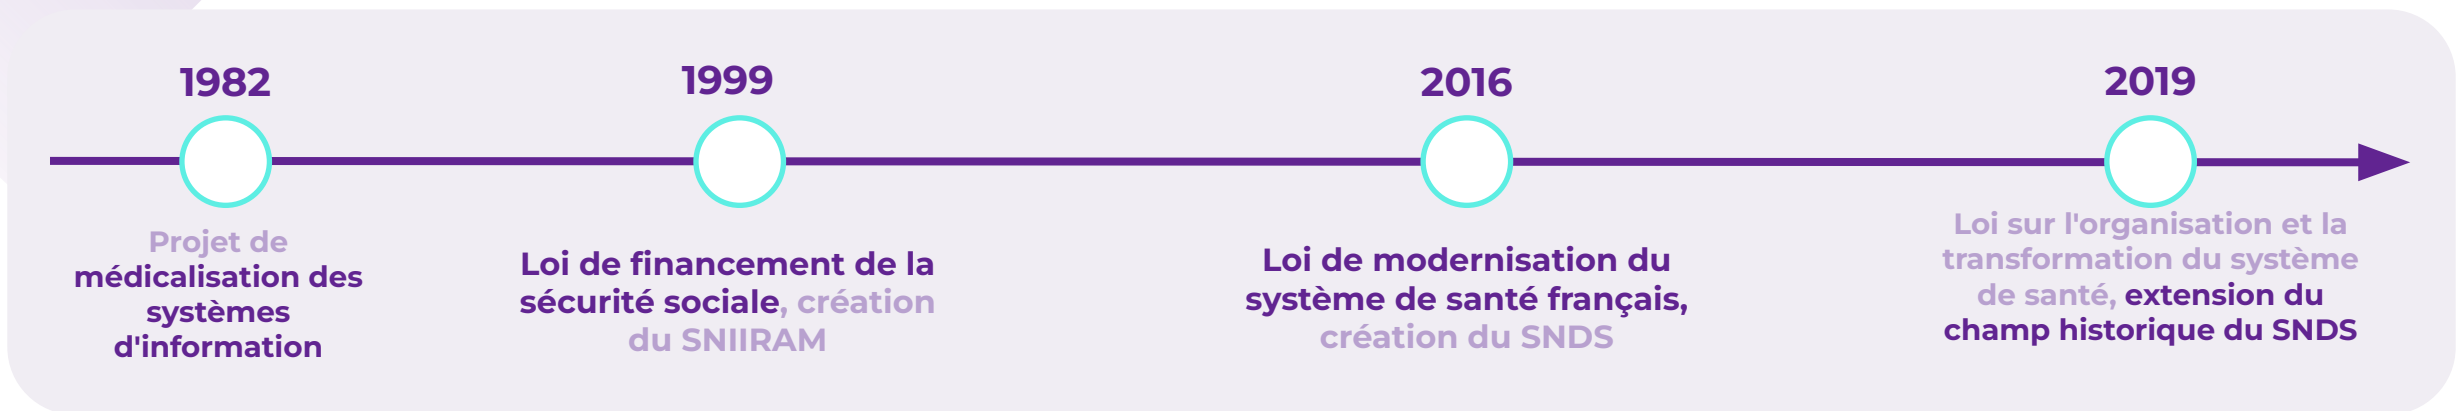 1982
Projet de
médicalisation des
systèmes
d'information
1999
Loi de financement de la
sécurité sociale, création
du SNIIRAM
2016
Loi de modernisation du
système de santé français,
création du SNDS
2019
Loi sur l'organisation et la
transformation du système
de santé, extension du
champ historique du SNDS